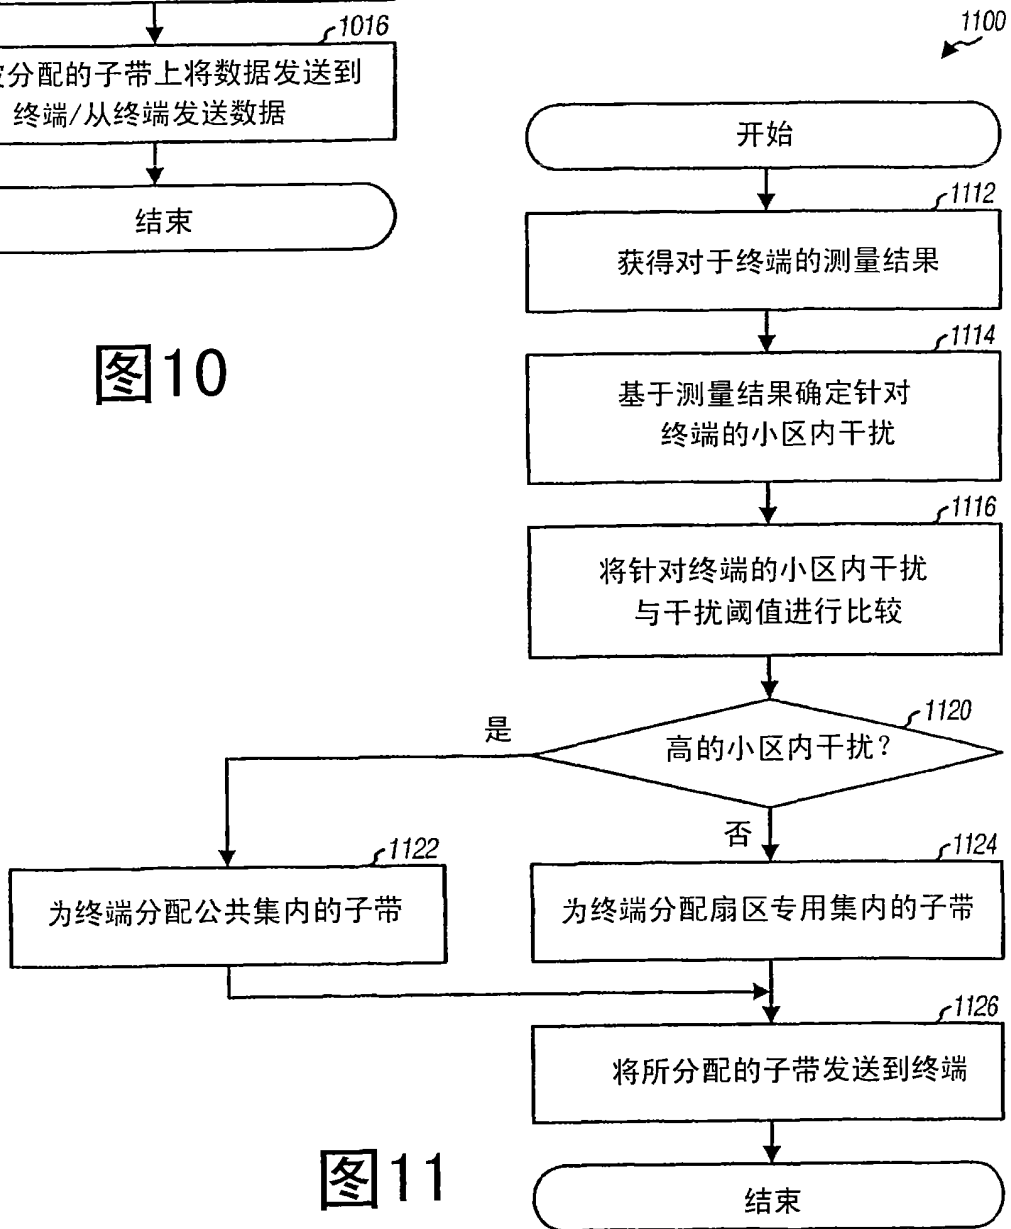 1016
分配的子带上将数据发送到
终端/从终端发送数据
结束
图10
1100
开始
1112
获得对于终端的测量结果
1114
基于测量结果确定针对
终端的小区内干扰
1116
将针对终端的小区内干扰
与干扰阈值进行比较
1120
高的小区内干扰?
是
否
1122
为终端分配公共集内的子带
1124
为终端分配扇区专用集内的子带
1126
将所分配的子带发送到终端
结束
图11